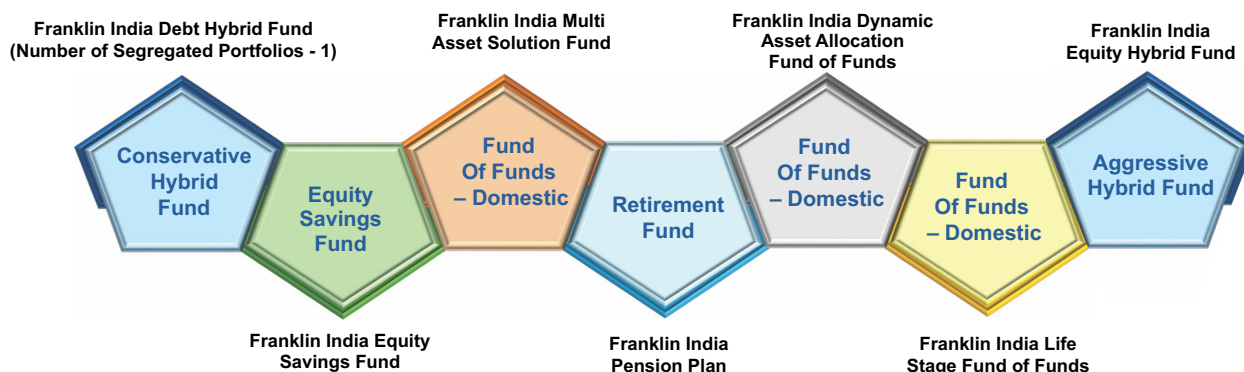 Franklin India Debt Hybrid Fund
(Number of Segregated Portfolios - 1)
Franklin India Multi
Asset Solution Fund
Franklin India Dynamic
Asset Allocation
Fund of Funds
Franklin India
Equity Hybrid Fund
Conservative
Hybrid
Fund
Equity
Savings
Fund
Fund
Of Funds
– Domestic
Retirement
Fund
Fund
Of Funds
– Domestic
Fund
Of Funds
– Domestic
Aggressive
Hybrid Fund
Franklin India Equity
Savings Fund
Franklin India
Pension Plan
Franklin India Life
Stage Fund of Funds